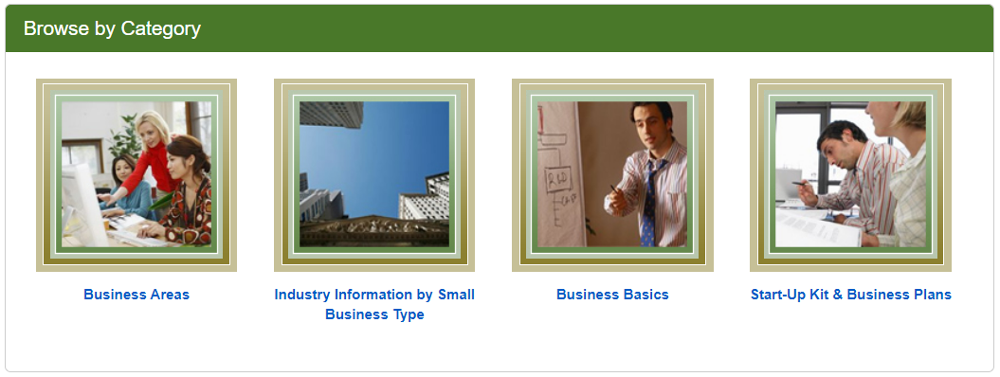 Browse by Category
R&D
Business Areas
Industry Information by Small
Business Type
Business Basics
Start-Up Kit & Business Plans